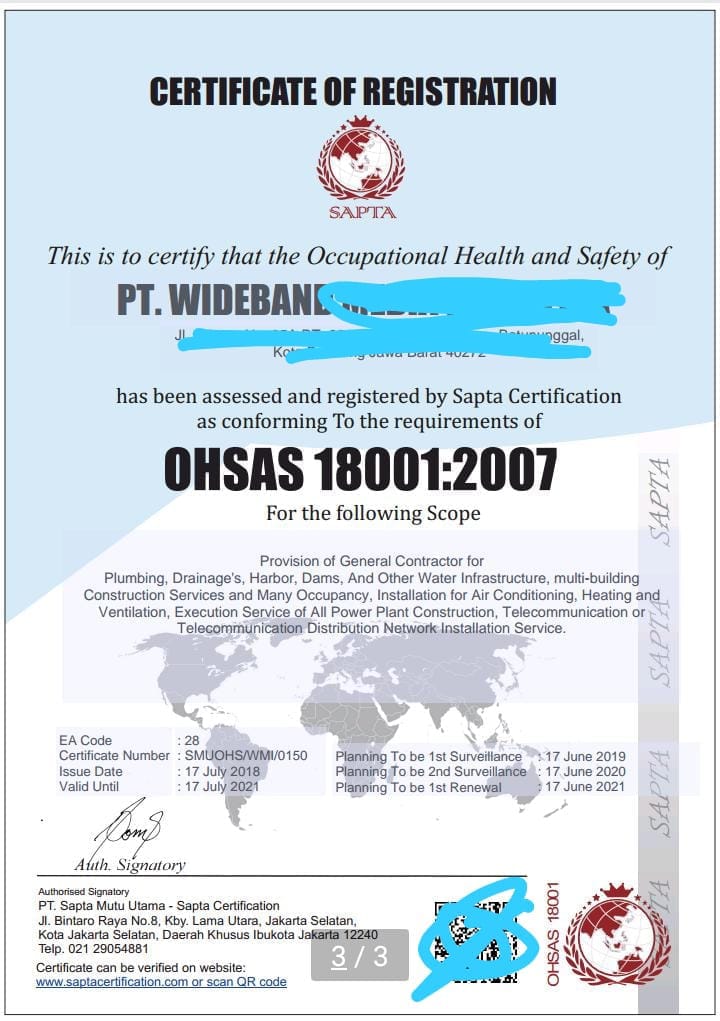 CERTIFICATE OF REGISTRATION
SAPTA
This is to certify that the Occupational Health and Safety of
PT. WIDEBAND
Jl.
Kota Jawa Barat 40272
has been assessed and registered by Sapta Certification
as conforming To the requirements of
OHSAS 18001:2007
For the following Scope
Provision of General Contractor for
Plumbing, Drainage's, Harbor, Dams, And Other Water Infrastructure, multi-building
Construction Services and Many Occupancy, Installation for Air Conditioning, Heating and
Ventilation, Execution Service of All Power Plant Construction, Telecommunication or
Telecommunication Distribution Network Installation Service.
EA Code : 28
Certificate Number : SMUOHS/WMI/0150
Issue Date : 17 July 2018
Valid Until : 17 July 2021
Planning To be 1st Surveillance : 17 June 2019
Planning To be 2nd Surveillance : 17 June 2020
Planning To be 1st Renewal : 17 June 2021
SAPTA
SAPTA
SAPTA
SAPTA
Auth. Signatory
Authorised Signatory
PT. Sapta Mutu Utama - Sapta Certification
Jl. Bintaro Raya No.8, Kby. Lama Utara, Jakarta Selatan,
Kota Jakarta Selatan, Daerah Khusus Ibukota Jakarta 12240
Telp. 021 29054881
Certificate can be verified on website:
www.saptacertification.com or scan QR code
3 / 3
OHSAS 18001